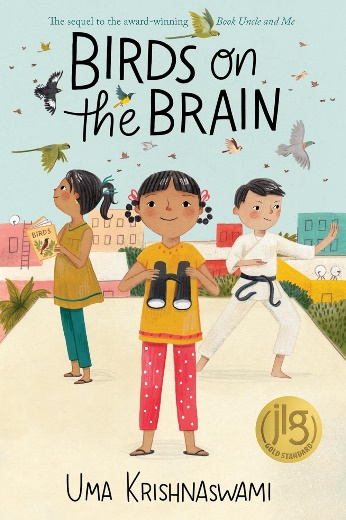 The sequel to the award-winning Book Uncle and Me
BIRDS on
the BRAIN
BIRDS
jlg
GOLD STANDARD
UMA KRISHNASWAMI